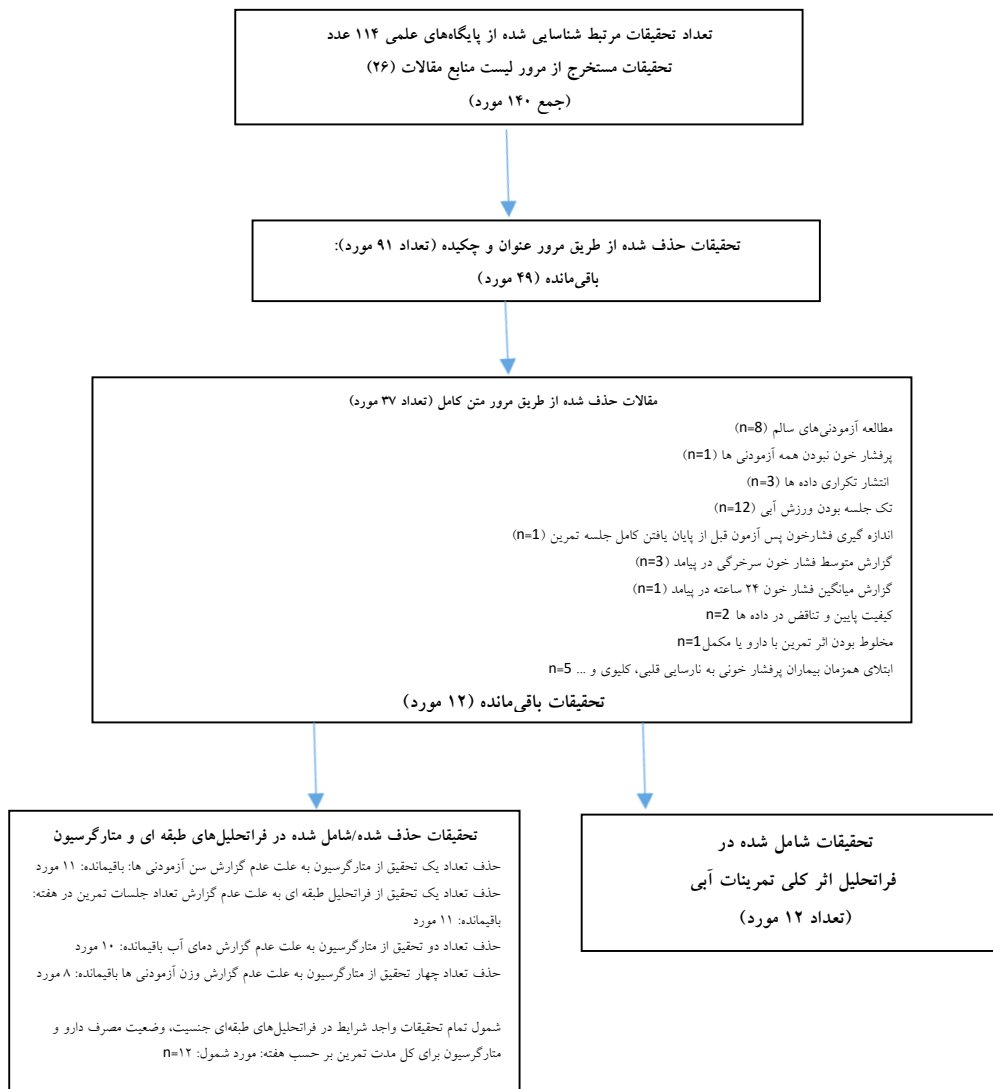 تعداد تحقیقات مرتبط شناسایی شده از پایگاه‌های علمی ۱۱۴ عدد
تحقیقات مستخرج از مرور لیست منابع مقالات (۲۶)
(جمع ۱۴۰ مورد)
تحقیقات حذف شده از طریق مرور عنوان و چکیده (تعداد ۹۱ مورد):
باقی‌مانده (۴۹ مورد)
مقالات حذف شده از طریق مرور متن کامل (تعداد ۳۷ مورد)
مطالعه آزمودنی‌های سالم (n=8)
پرفشار خون نبودن همه آزمودنی ها (n=1)
انتشار تکراری داده ها (n=3)
تک جلسه بودن ورزش آبی (n=12)
اندازه گیری فشارخون پس آزمون قبل از پایان یافتن کامل جلسه تمرین (n=1)
گزارش متوسط فشار خون سرخرگی در پیامد (n=3)
گزارش میانگین فشار خون ۲۴ ساعته در پیامد (n=1)
کیفیت پایین و تناقض در داده ها n=2
مخلوط بودن اثر تمرین با دارو یا مکمل n=1
ابتلای همزمان بیماران پرفشار خونی به نارسایی قلبی، کلیوی و ... n=5
تحقیقات باقی‌مانده (۱۲ مورد)
تحقیقات شامل شده در
فراتحلیل اثر کلی تمرینات آبی
(تعداد ۱۲ مورد)
تحقیقات حذف شده/شامل شده در فراتحلیل‌های طبقه ای و متارگرسیون
حذف تعداد یک تحقیق از متارگرسیون به علت عدم گزارش سن آزمودنی ها: باقیمانده: ۱۱ مورد
حذف تعداد یک تحقیق از فراتحلیل طبقه ای به علت عدم گزارش تعداد جلسات تمرین در هفته:
باقیمانده: ۱۱ مورد
حذف تعداد دو تحقیق از متارگرسیون به علت عدم گزارش دمای آب باقیمانده: ۱۰ مورد
حذف تعداد چهار تحقیق از متارگرسیون به علت عدم گزارش وزن آزمودنی ها باقیمانده: ۸ مورد
شمول تمام تحقیقات واجد شرایط در فراتحلیل‌های طبقه‌ای جنسیت، وضعیت مصرف دارو و
متارگرسیون برای کل مدت تمرین بر حسب هفته: مورد شمول: n=۱۲